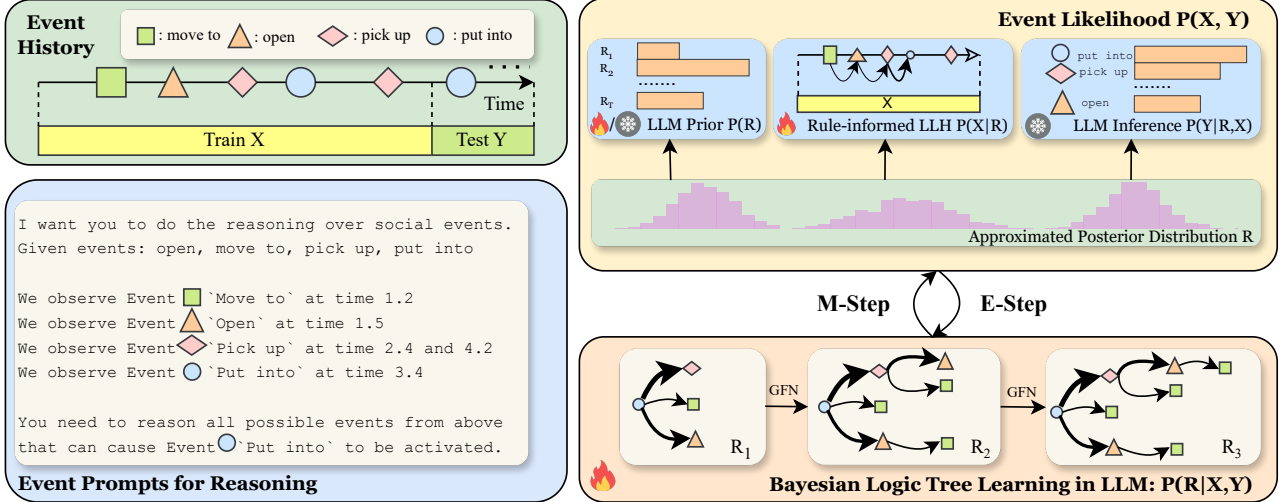 Event
History
: move to
: open
: pick up
: put into
....
Time
Train X
Test Y
I want you to do the reasoning over social events.
Given events: open, move to, pick up, put into
We observe Event `Move to` at time 1.2
We observe Event `Open` at time 1.5
We observe Event `Pick up` at time 2.4 and 4.2
We observe Event `Put into` at time 3.4
You need to reason all possible events from above
that can cause Event `Put into` to be activated.
Event Prompts for Reasoning
Event Likelihood P(X, Y)
R₁
R₂
.......
R_T
/
LLM Prior P(R)
X
Rule-informed LLH P(X|R)
put into
pick up
.......
open
LLM Inference P(Y|R,X)
Approximated Posterior Distribution R
M-Step
E-Step
R₁
GFN
R₂
GFN
R₃
Bayesian Logic Tree Learning in LLM: P(R|X,Y)